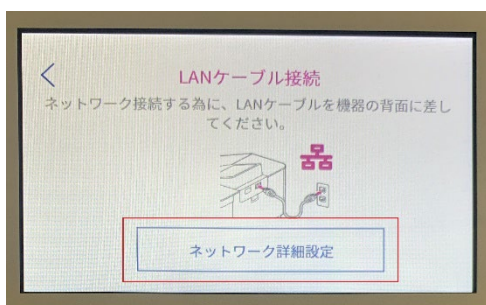 LANケーブル接続
ネットワーク接続する為に、LANケーブルを機器の背面に差し
てください。
ネットワーク詳細設定